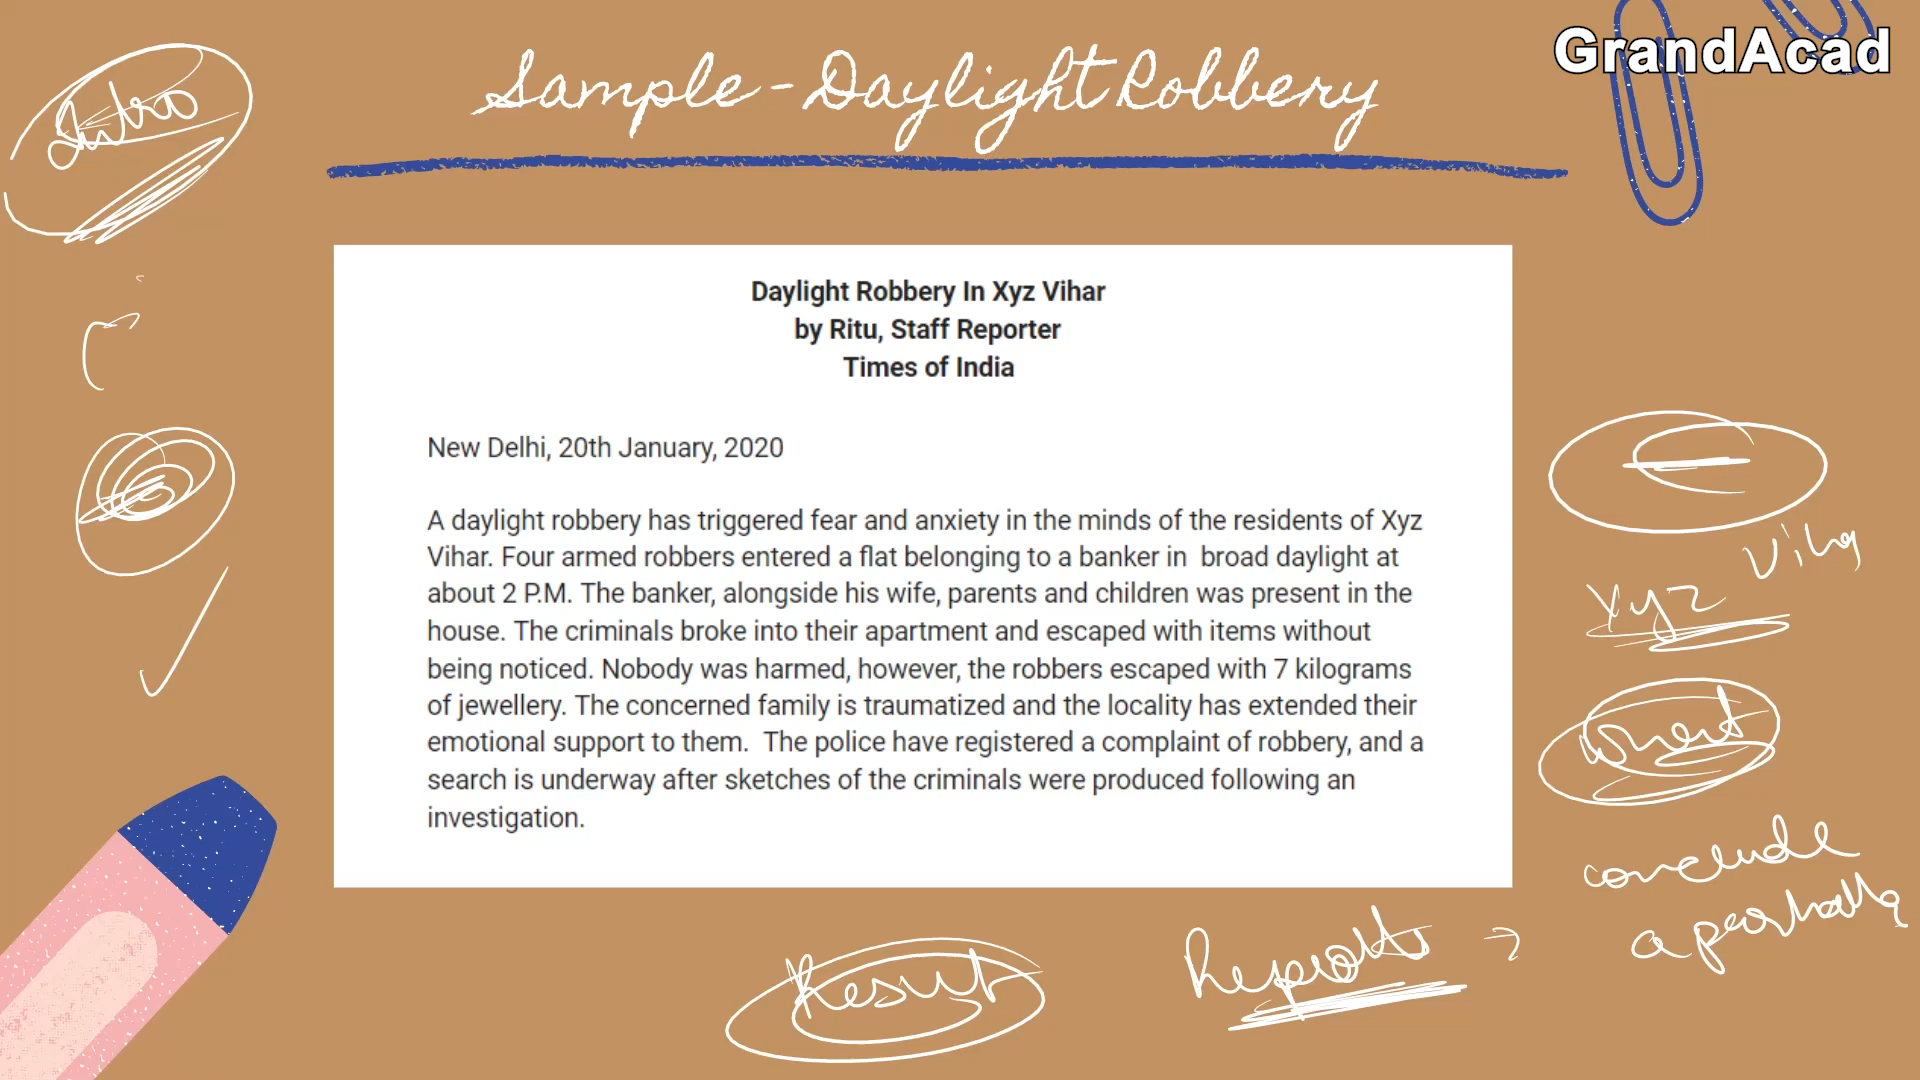 GrandAcad
Sample - Daylight Robbery
Intro
Daylight Robbery In Xyz Vihar
by Ritu, Staff Reporter
Times of India
New Delhi, 20th January, 2020
A daylight robbery has triggered fear and anxiety in the minds of the residents of Xyz
Vihar. Four armed robbers entered a flat belonging to a banker in  broad daylight at
about 2 P.M. The banker, alongside his wife, parents and children was present in the
house. The criminals broke into their apartment and escaped with items without
being noticed. Nobody was harmed, however, the robbers escaped with 7 kilograms
of jewellery. The concerned family is traumatized and the locality has extended their
emotional support to them.  The police have registered a complaint of robbery, and a
search is underway after sketches of the criminals were produced following an
investigation.
Xyz
conclude
Result
Reports